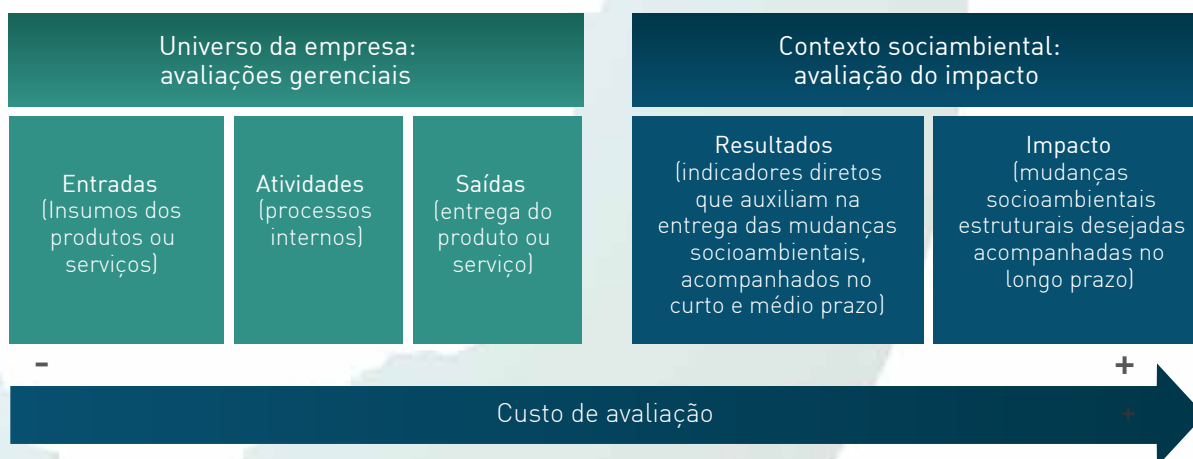 Universo da empresa:
avaliações gerenciais
Contexto sociambiental:
avaliação do impacto
Entradas
(Insumos dos
produtos ou
serviços)
Atividades
(processos
internos)
Saídas
(entrega do
produto ou
serviço)
Resultados
(indicadores diretos
que auxiliam na
entrega das mudanças
socioambientais,
acompanhados no
curto e médio prazo)
Impacto
(mudanças
socioambientais
estruturais desejadas
acompanhadas no
longo prazo)
-
+
Custo de avaliação
+